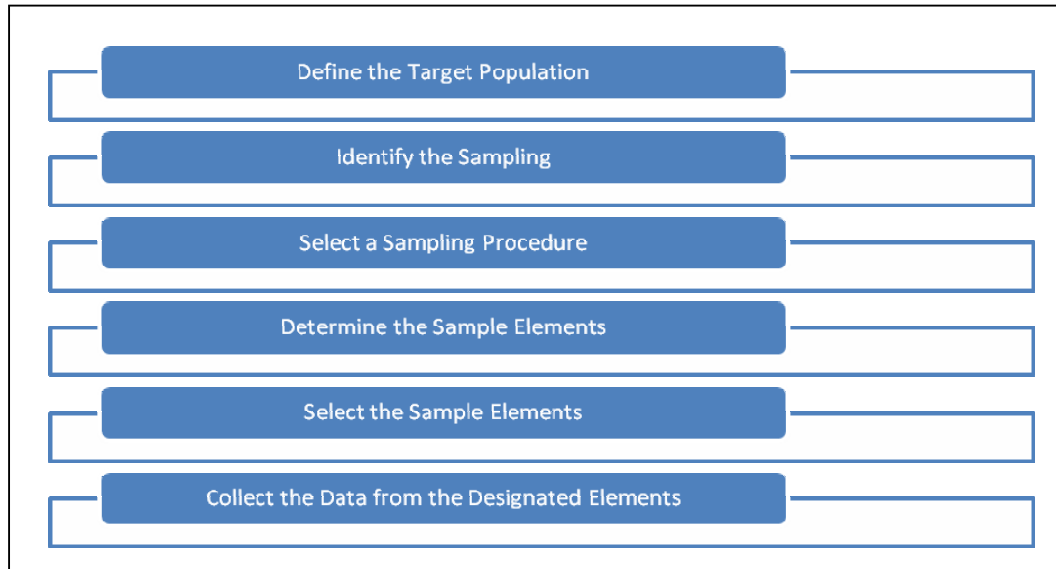 Define the Target Population
Identify the Sampling
Select a Sampling Procedure
Determine the Sample Elements
Select the Sample Elements
Collect the Data from the Designated Elements